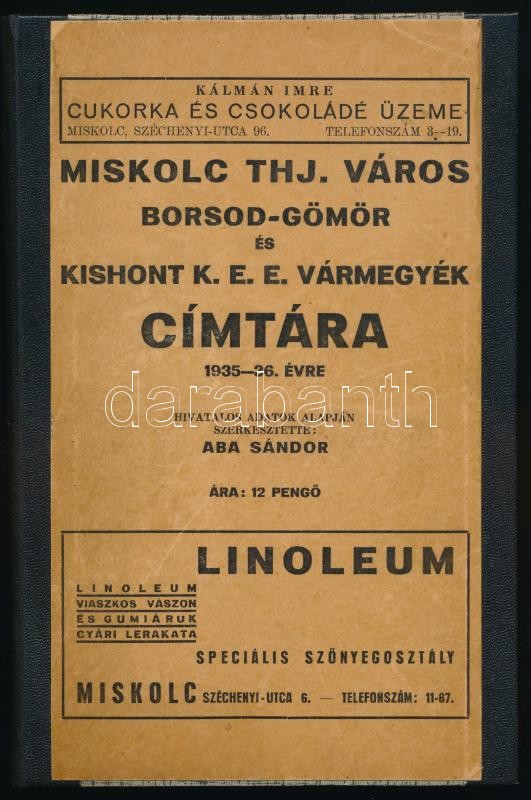 KÁLMÁN IMRE
CUKORKA ÉS CSOKOLÁDÉ ÜZEME
MISKOLC, SZÉCHENYI-UTCA 96. TELEFONSZÁM 3—19.
MISKOLC THJ. VÁROS
BORSOD-GÖMÖR
ÉS
KISHONT K. E. E. VÁRMEGYÉK
CÍMTÁRA
1935—36. ÉVRE
darabanth
HIVATALOS ADATOK ALAPJÁN
SZERKESZTETTE:
ABA SÁNDOR
ÁRA: 12 PENGŐ
LINOLEUM
LINOLEUM
VIASZKOS VÁSZON
ÉS GUMIÁRUK
GYÁRI LERAKATA
SPECIÁLIS SZŐNYEGOSZTÁLY
MISKOLC SZÉCHENYI-UTCA 6. — TELEFONSZÁM: 11-87.